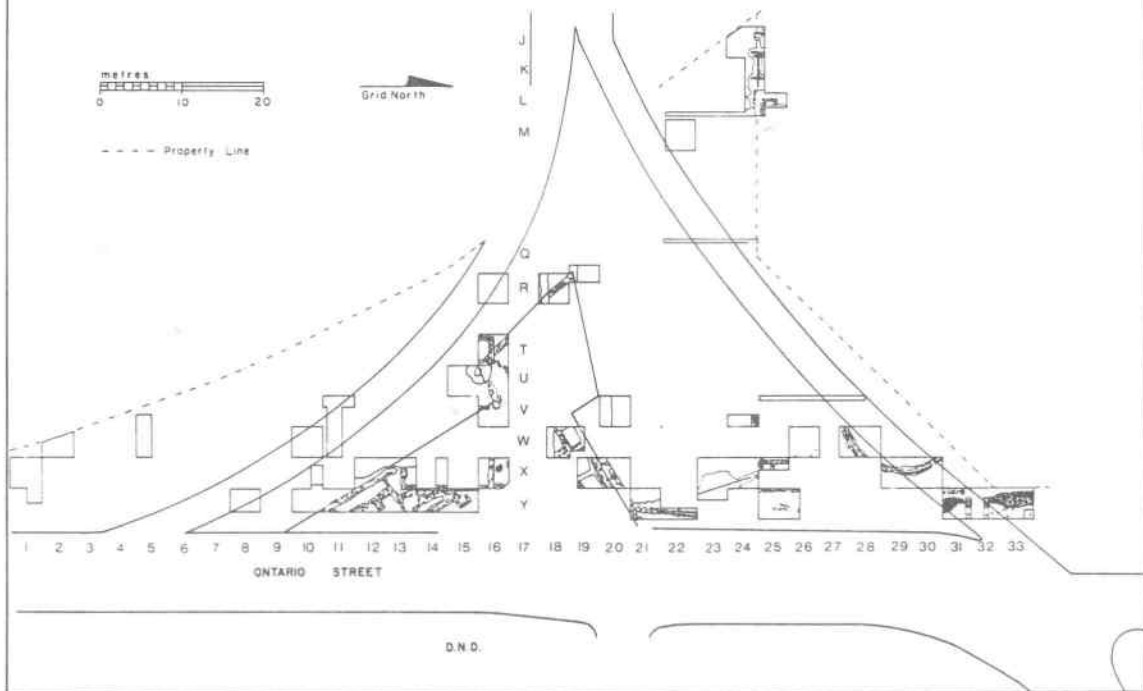 metres
0 10 20
Grid North
Property Line
J
K
L
M
Q
R
T
U
V
W
X
Y
1 2 3 4 5 6 7 8 9 10 11 12 13 14 15 16 17 18 19 20 21 22 23 24 25 26 27 28 29 30 31 32 33
ONTARIO STREET
D.N.D.